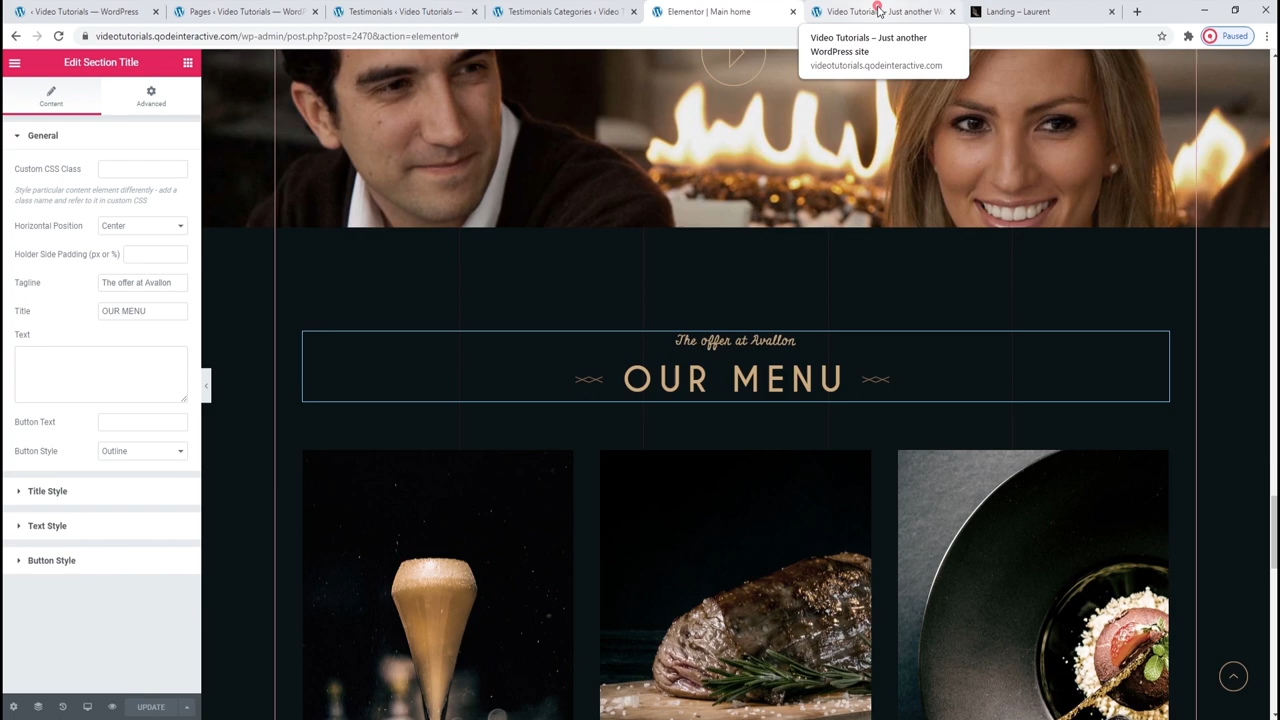 ‹ Video Tutorials — WordPress
Pages ‹ Video Tutorials — WordP
Testimonials ‹ Video Tutorials —
Testimonials Categories ‹ Video T
Elementor | Main home
Video Tutorials – Just another W
Landing – Laurent
videotutorials.qodeinteractive.com/wp-admin/post.php?post=2470&action=elementor#
Paused
Video Tutorials – Just another
WordPress site
videotutorials.qodeinteractive.com
Edit Section Title
Content
Advanced
General
Custom CSS Class
Style particular content element differently - add a
class name and refer to it in custom CSS
Horizontal Position
Center
Holder Side Padding (px or %)
Tagline
The offer at Avallon
Title
OUR MENU
Text
Button Text
Button Style
Outline
Title Style
Text Style
Button Style
UPDATE
The offer at Avallon
OUR MENU